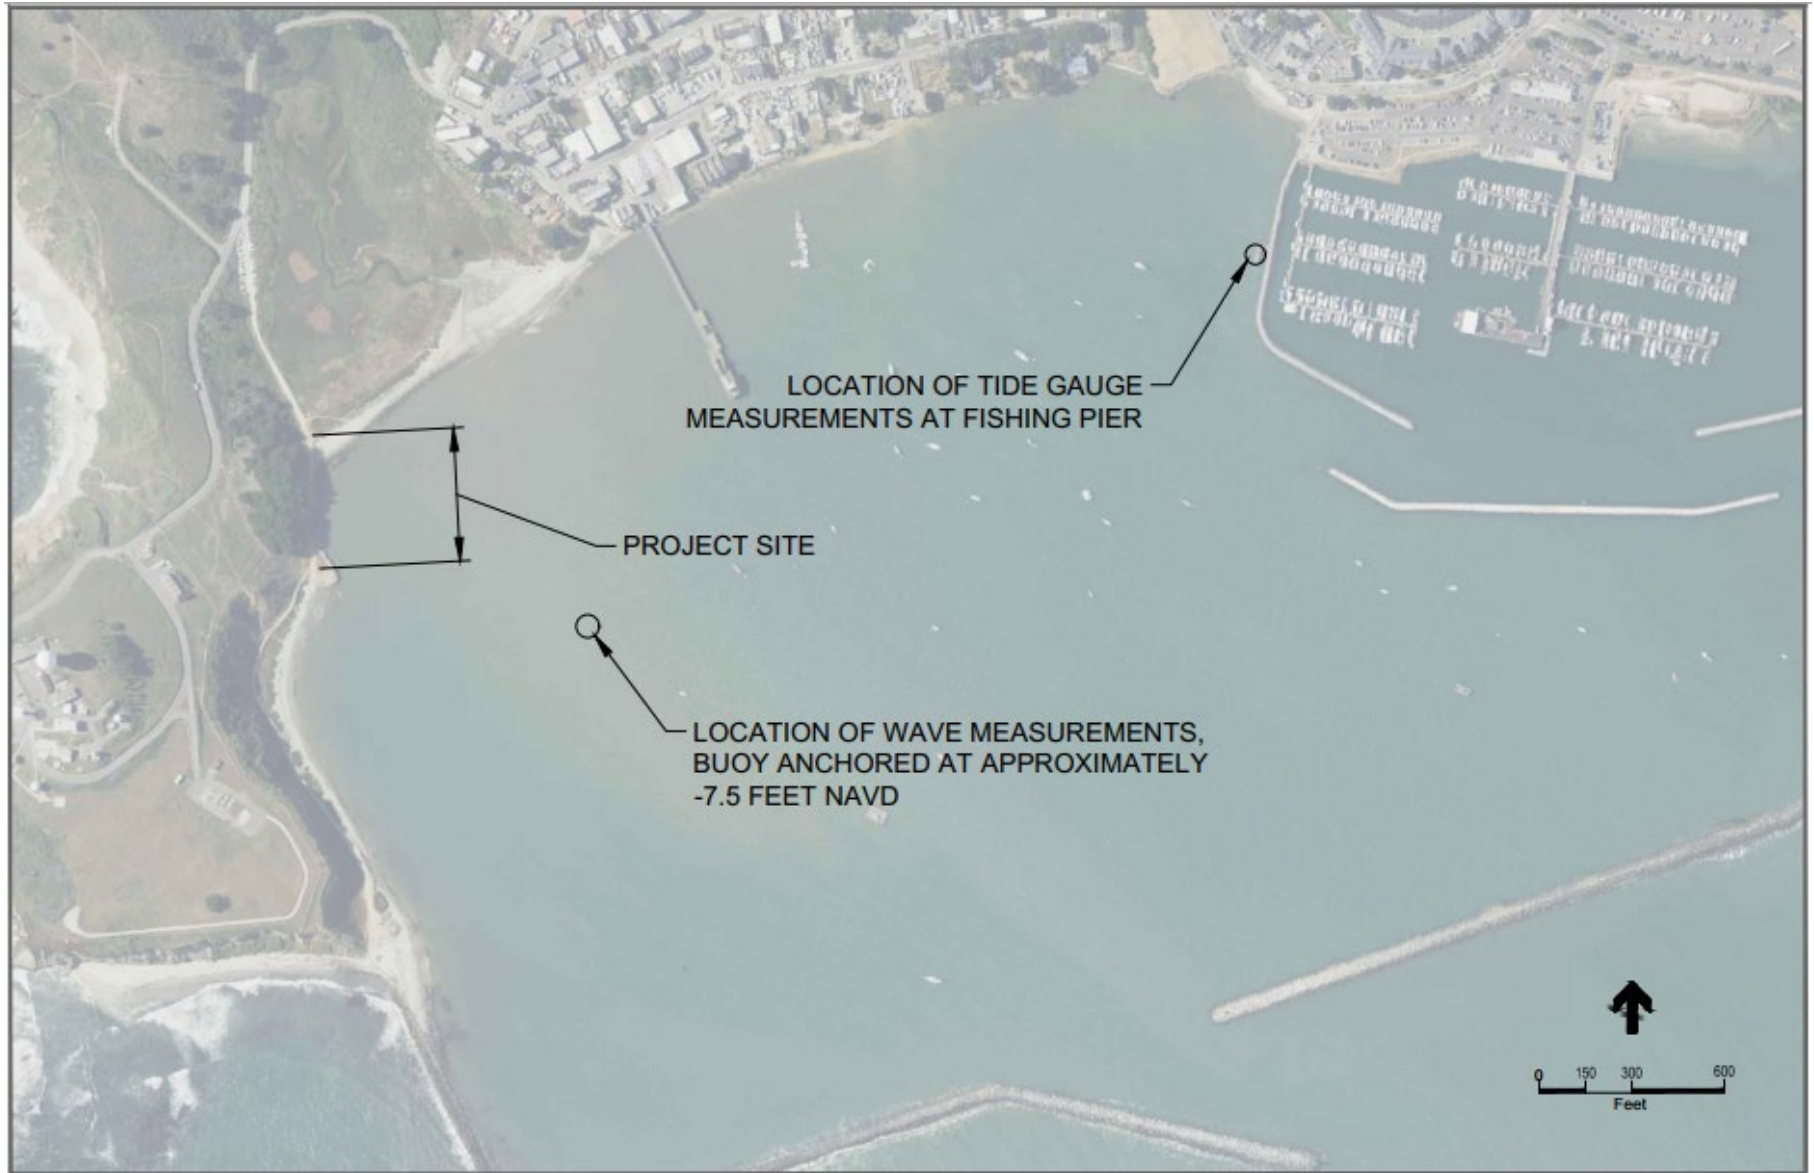 LOCATION OF TIDE GAUGE
MEASUREMENTS AT FISHING PIER
PROJECT SITE
LOCATION OF WAVE MEASUREMENTS,
BUOY ANCHORED AT APPROXIMATELY
-7.5 FEET NAVD
0 150 300 600
Feet